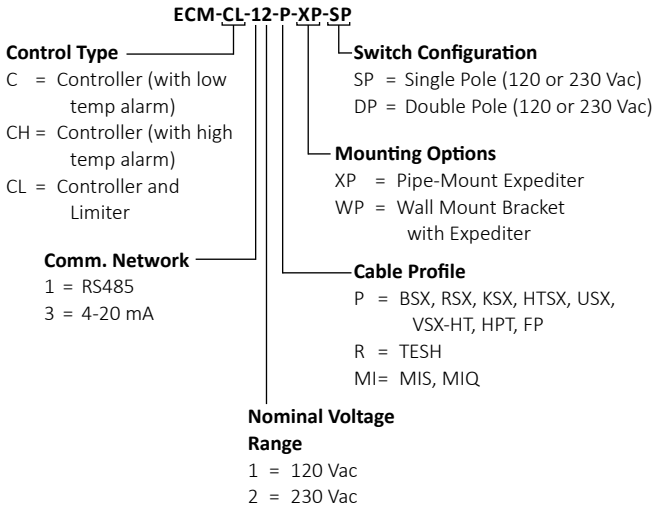 ECM-CL-12-P-XP-SP
Control Type
C = Controller (with low
temp alarm)
CH = Controller (with high
temp alarm)
CL = Controller and
Limiter
Comm. Network
1 = RS485
3 = 4-20 mA
Switch Configuration
SP = Single Pole (120 or 230 Vac)
DP = Double Pole (120 or 230 Vac)
Mounting Options
XP = Pipe-Mount Expediter
WP = Wall Mount Bracket
with Expediter
Cable Profile
P = BSX, RSX, KSX, HTSX, USX,
VSX-HT, HPT, FP
R = TESH
MI= MIS, MIQ
Nominal Voltage
Range
1 = 120 Vac
2 = 230 Vac